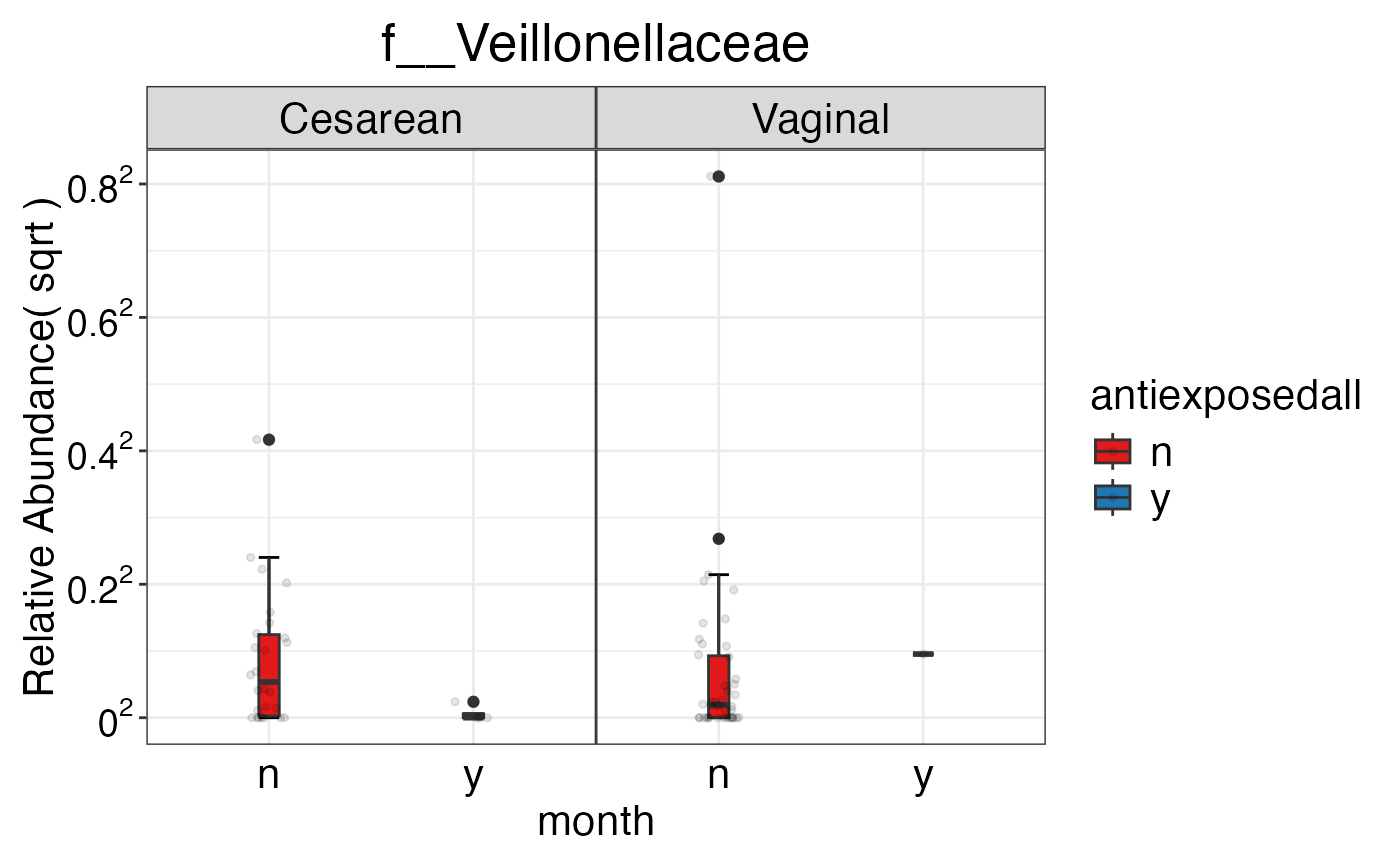 f__Veillonellaceae
Cesarean
Vaginal
Relative Abundance( sqrt )
0.8²
0.6²
0.4²
0.2²
0²
n
y
n
y
month
antiexposedall
n
y